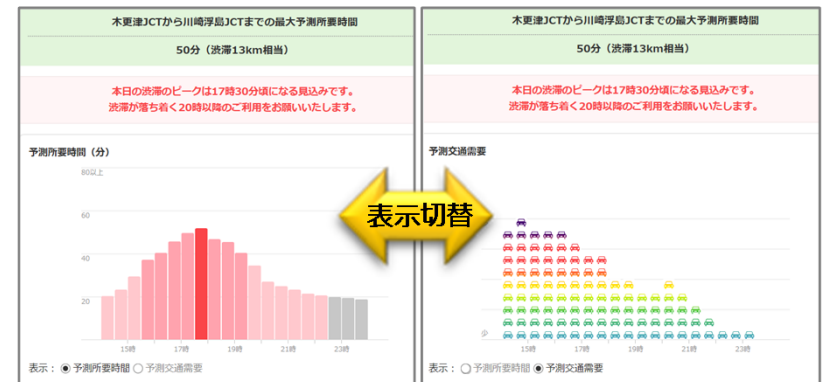 木更津JCTから川崎浮島JCTまでの最大予測所要時間
50分（渋滞13km相当）
本日の渋滞のピークは17時30分頃になる見込みです。
渋滞が落ち着く20時以降のご利用をお願いいたします。
予測所要時間（分）
80以上
60
40
20
15時 17時 19時 21時 23時
表示： 予測所要時間 予測交通需要
表示切替
木更津JCTから川崎浮島JCTまでの最大予測所要時間
50分（渋滞13km相当）
本日の渋滞のピークは17時30分頃になる見込みです。
渋滞が落ち着く20時以降のご利用をお願いいたします。
予測交通需要
少
15時 17時 19時 21時 23時
表示： 予測所要時間 予測交通需要